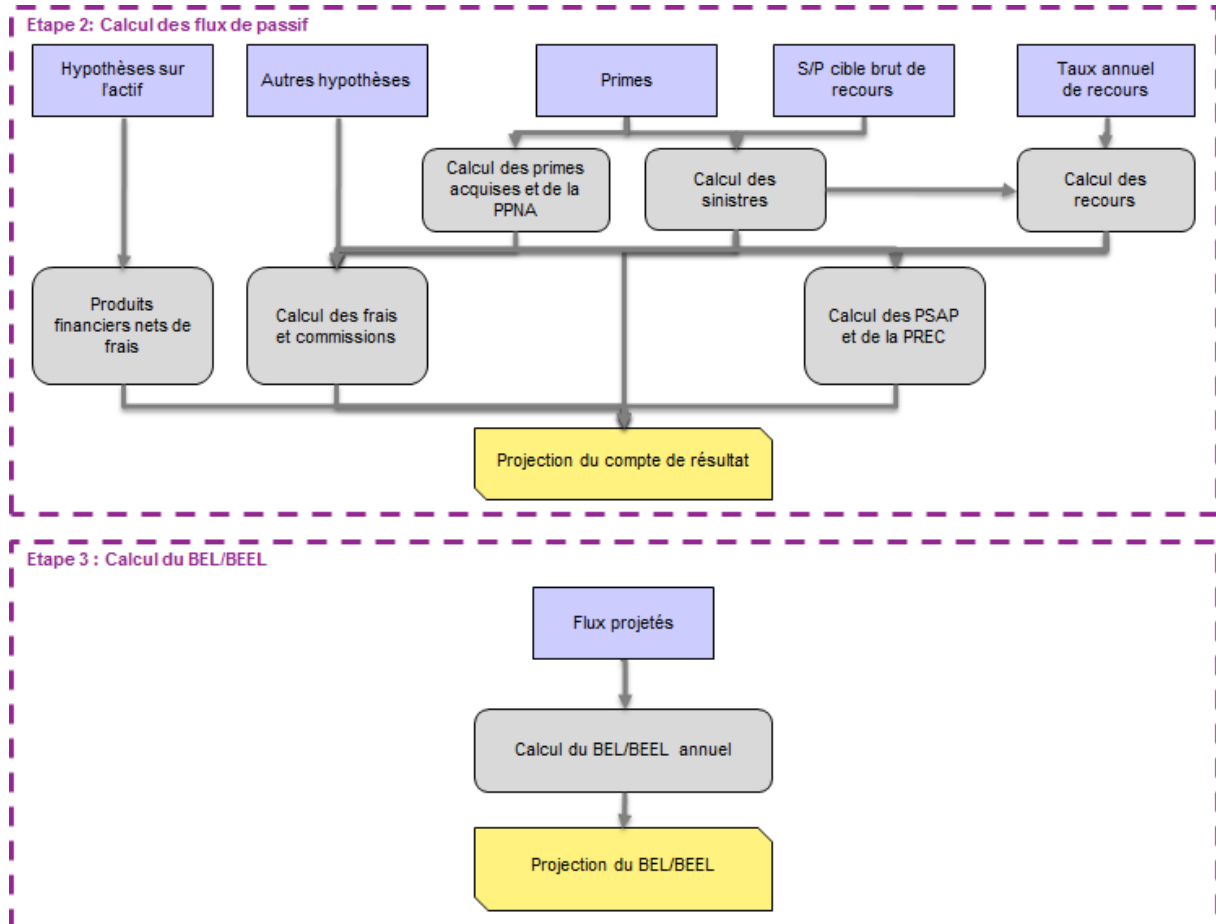 Etape 2: Calcul des flux de passif
Hypothèses sur
l'actif
Autres hypothèses
Primes
S/P cible brut de
recours
Taux annuel
de recours
Calcul des primes
acquises et de la
PPNA
Calcul des
sinistres
Calcul des
recours
Produits
financiers nets de
frais
Calcul des frais
et commissions
Calcul des PSAP
et de la PREC
Projection du compte de résultat
Etape 3 : Calcul du BEL/BEEL
Flux projetés
Calcul du BEL/BEEL annuel
Projection du BEL/BEEL